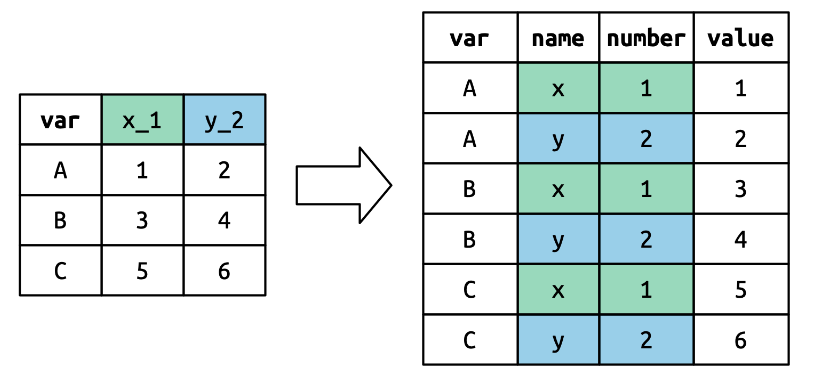 var x_1 y_2
A 1 2
B 3 4
C 5 6
var name number value
A x 1 1
A y 2 2
B x 1 3
B y 2 4
C x 1 5
C y 2 6